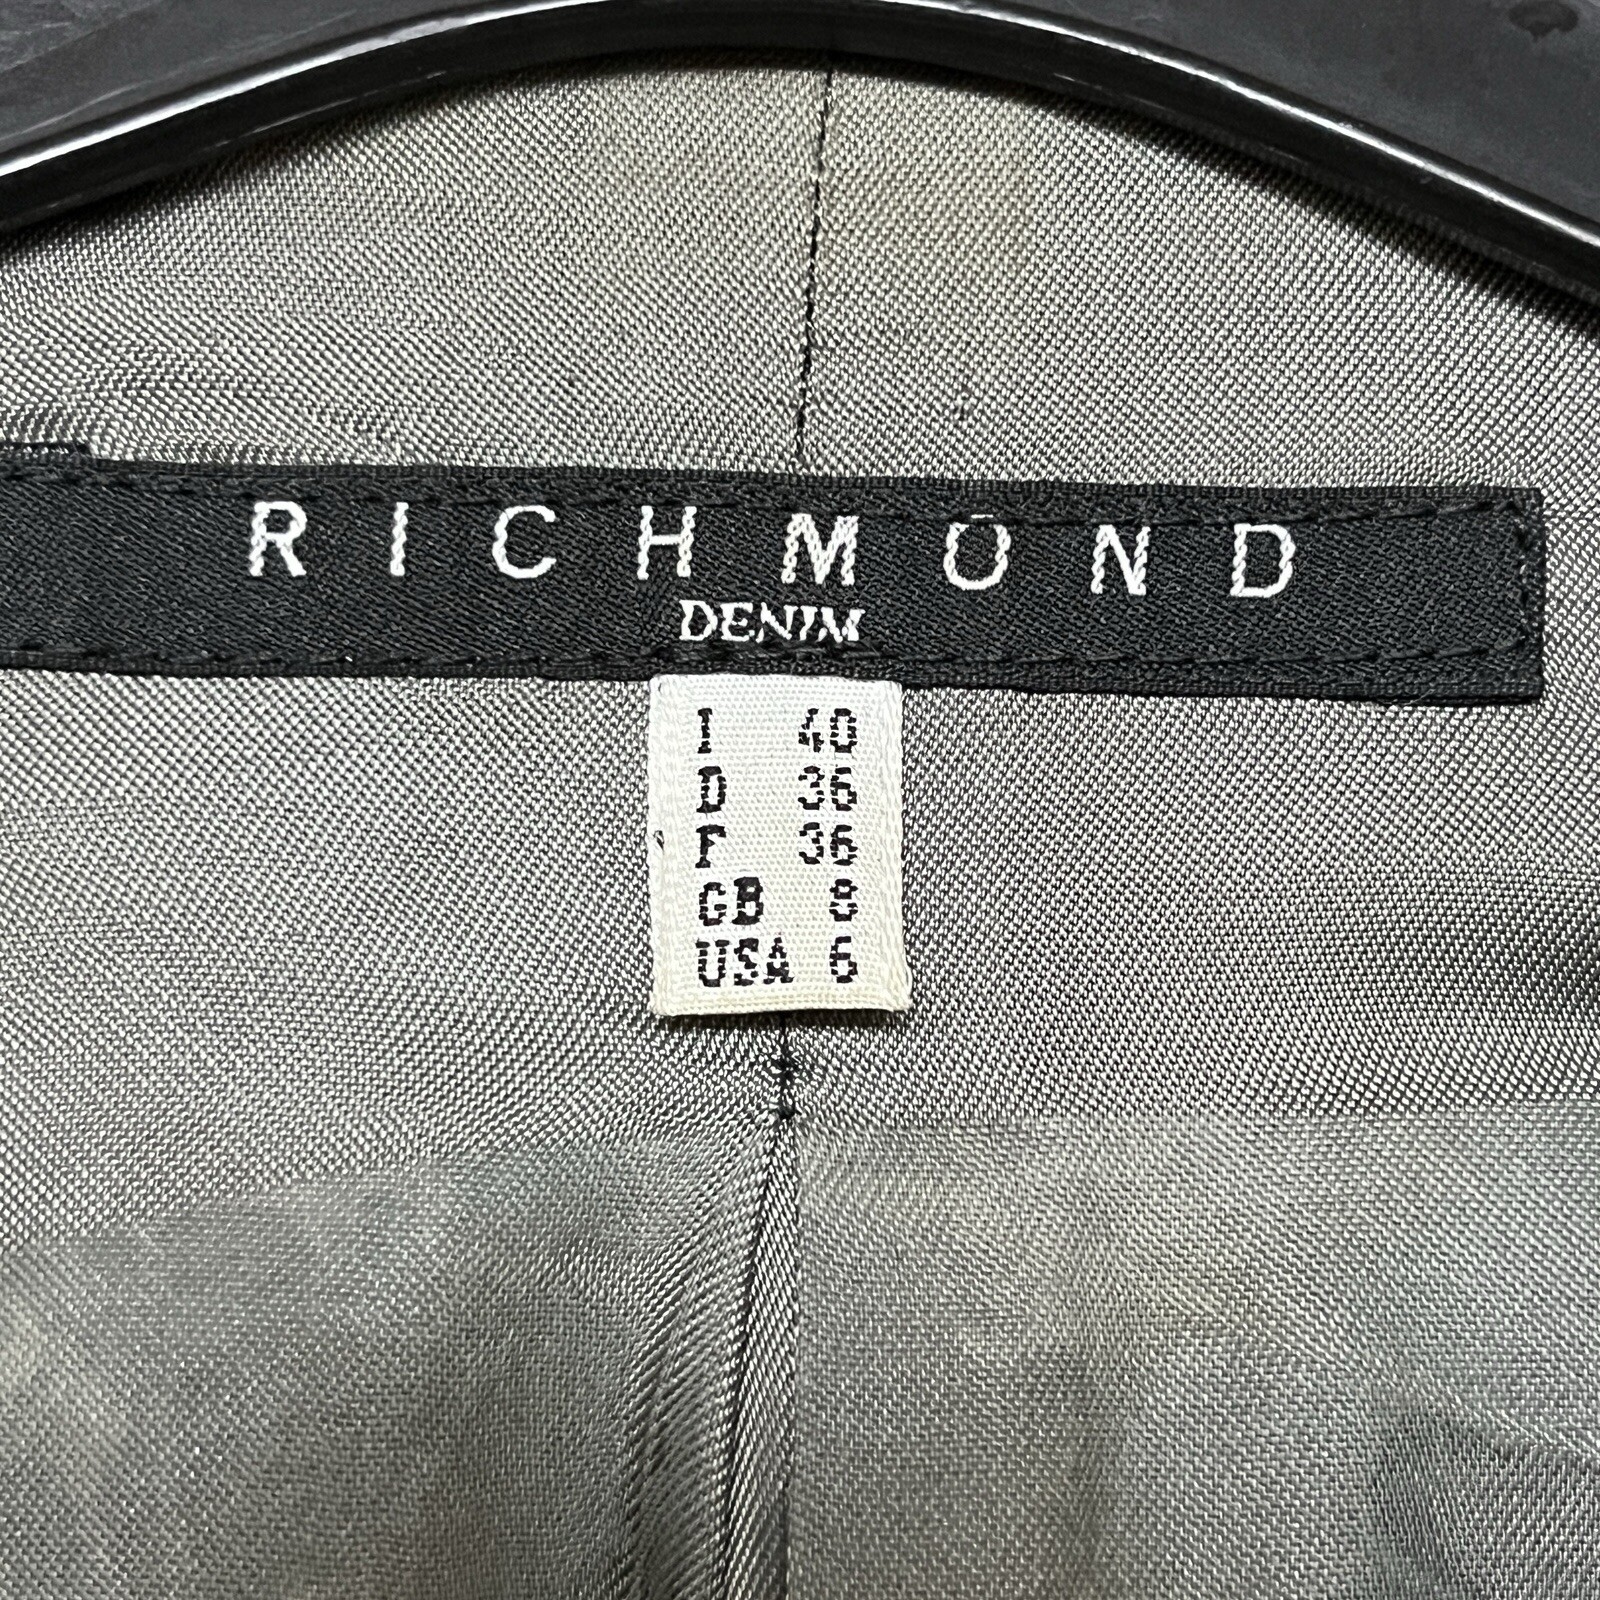 RICHMOND
DENIM
I 40
D 36
F 36
GB 8
USA 6